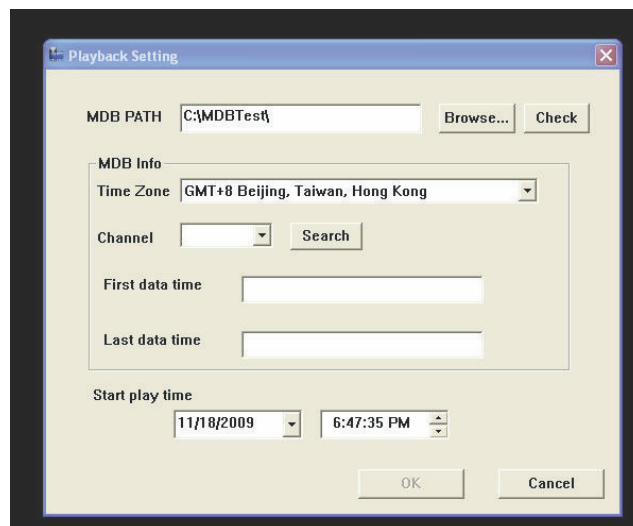 Playback Setting
MDB PATH C:\MDBTest\ Browse... Check
MDB Info
Time Zone GMT+8 Beijing, Taiwan, Hong Kong
Channel Search
First data time
Last data time
Start play time
11/18/2009 6:47:35 PM
OK Cancel